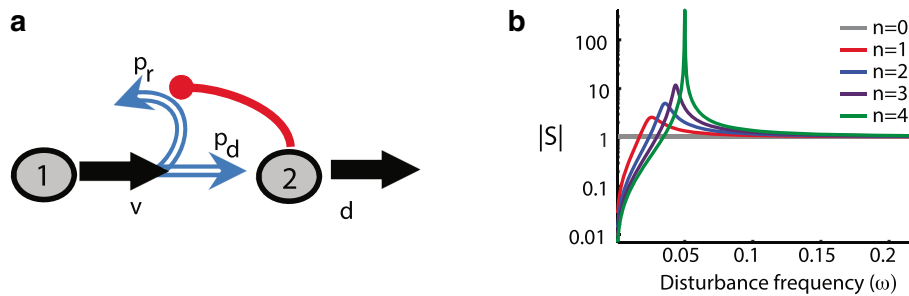 a
p_r
p_d
1
2
v
d
b
|S|
100
10
1
0.1
0.01
n=0
n=1
n=2
n=3
n=4
0.05
0.1
0.15
0.2
Disturbance frequency (ω)